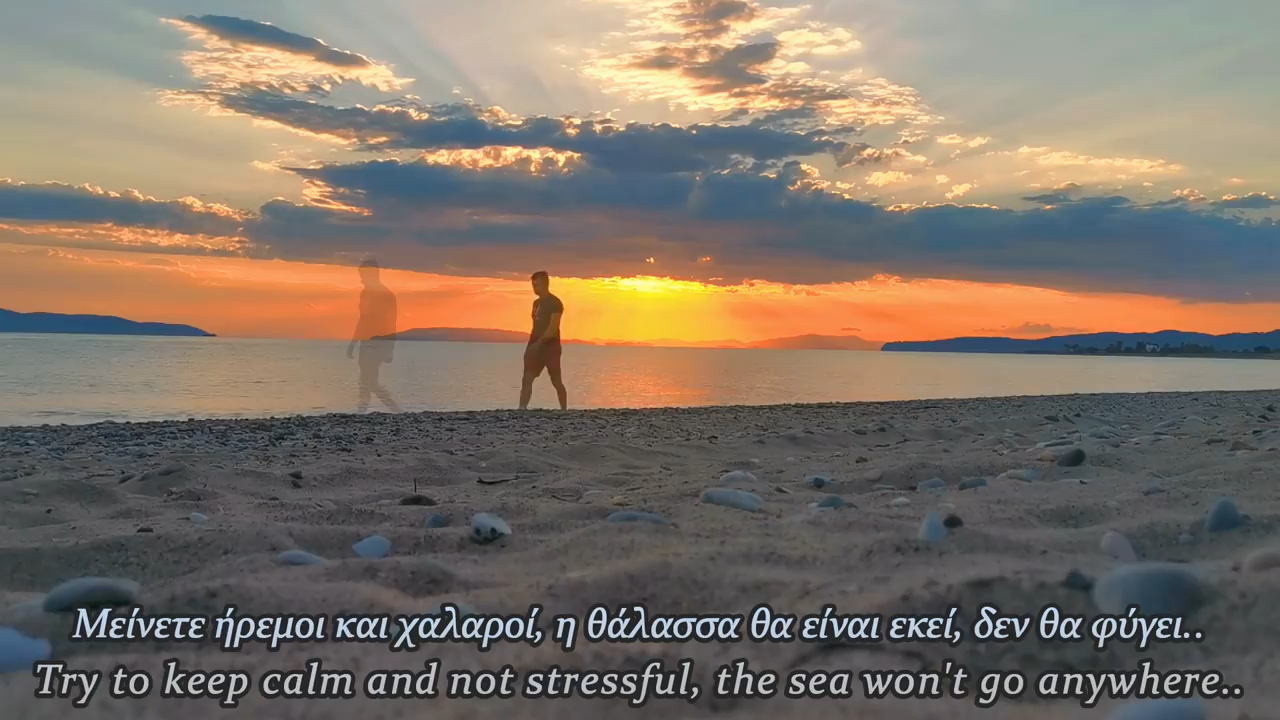 Μείνετε ήρεμοι και χαλαροί, η θάλασσα θα είναι εκεί, δεν θα φύγει..
Try to keep calm and not stressful, the sea won't go anywhere..